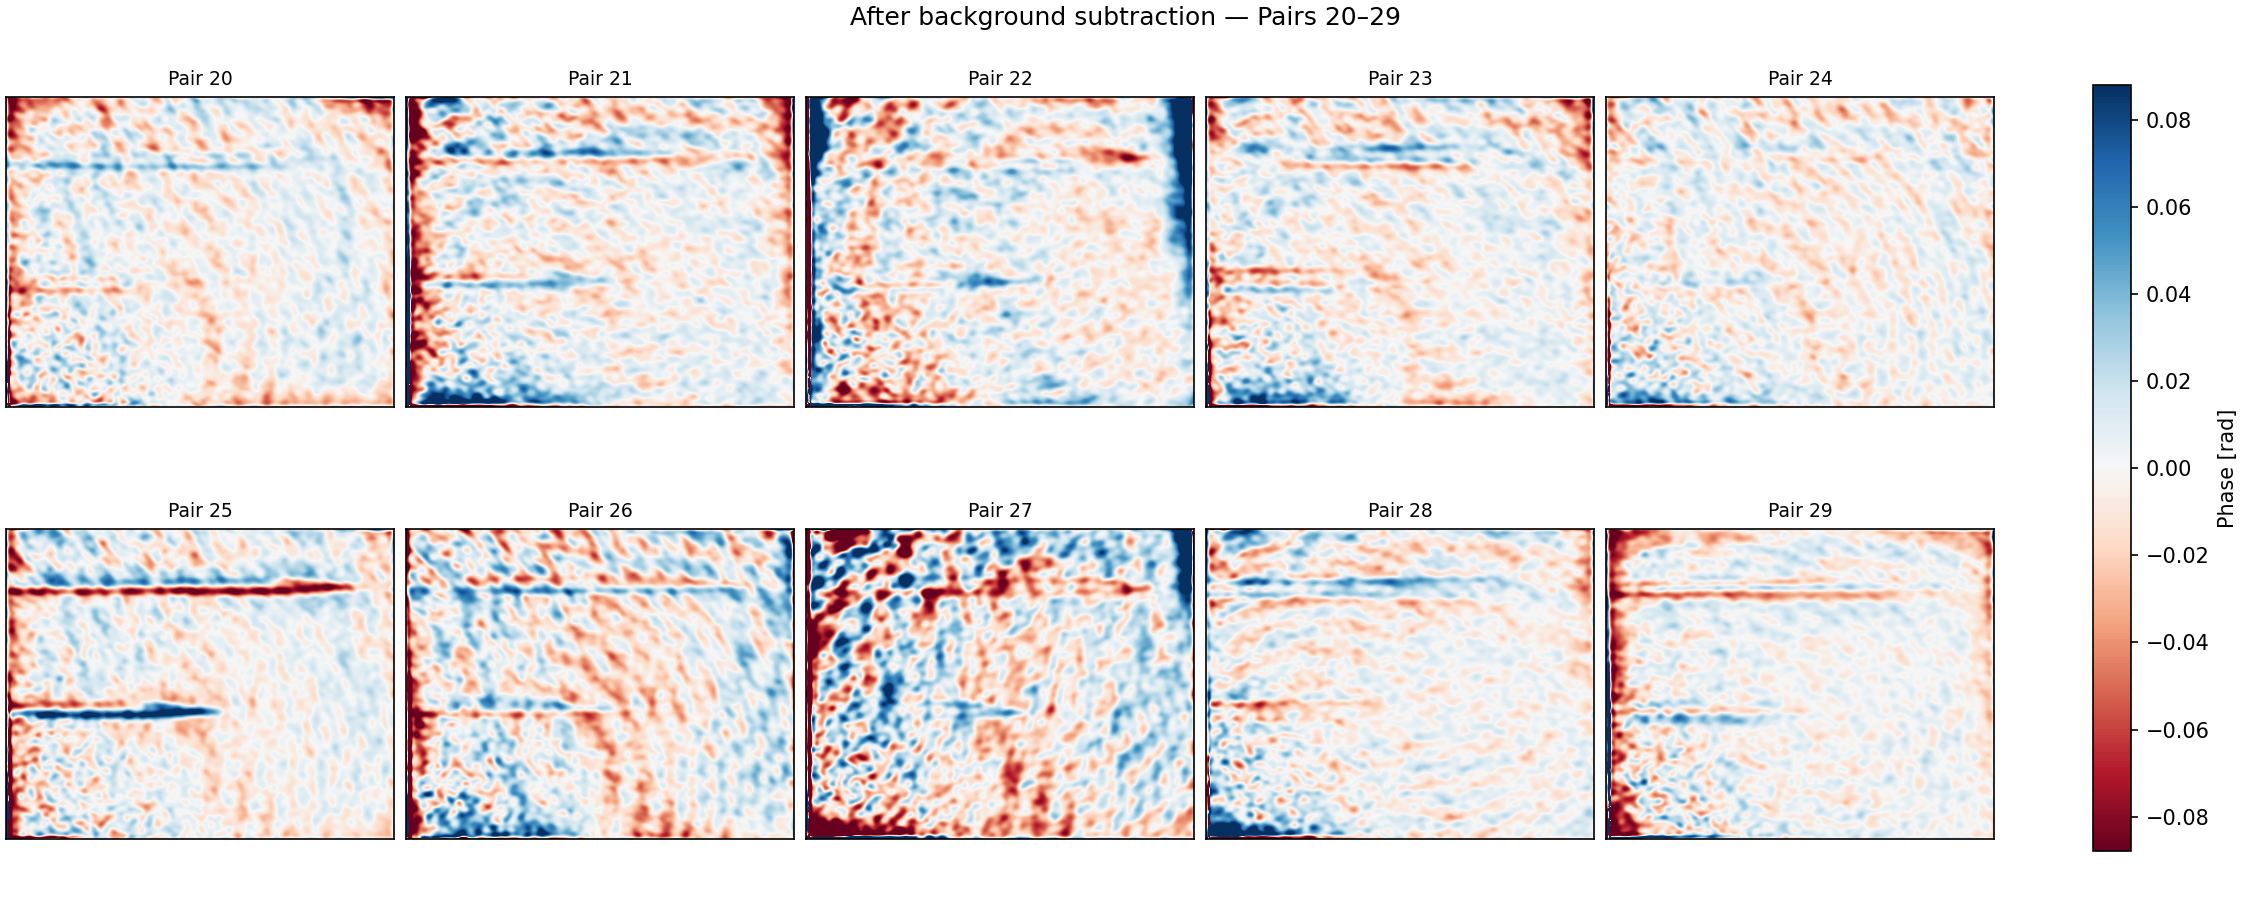 After background subtraction — Pairs 20–29
Pair 20
Pair 21
Pair 22
Pair 23
Pair 24
Pair 25
Pair 26
Pair 27
Pair 28
Pair 29
0.08
0.06
0.04
0.02
0.00
−0.02
−0.04
−0.06
−0.08
Phase [rad]